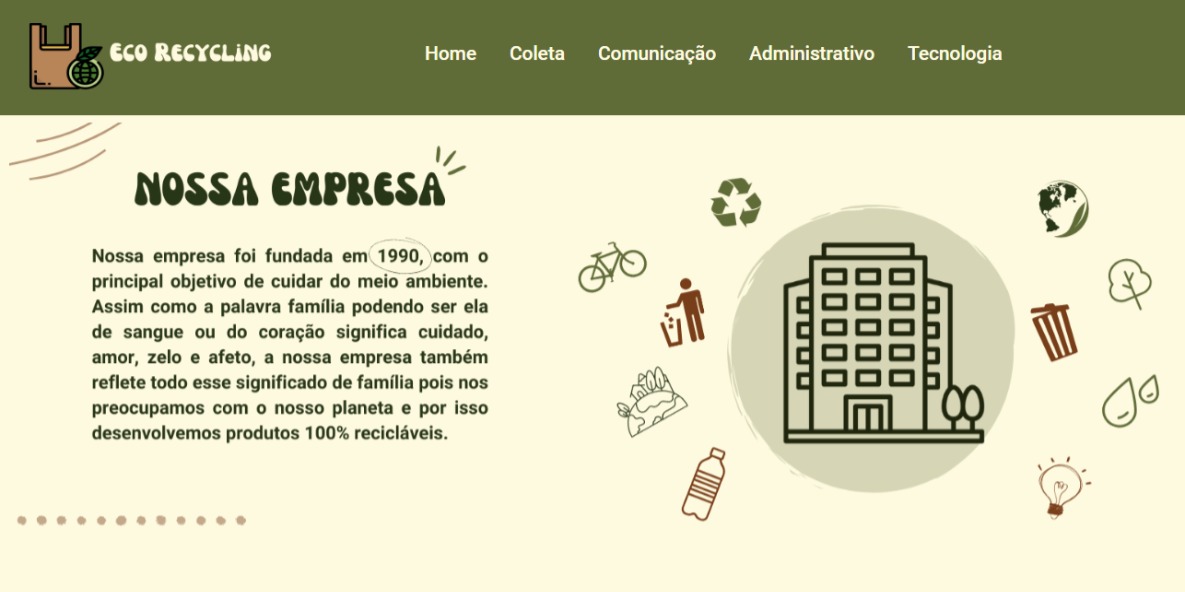 Eco Recycling
Home Coleta Comunicação Administrativo Tecnologia
NOSSA EMPRESA
Nossa empresa foi fundada em 1990, com o
principal objetivo de cuidar do meio ambiente.
Assim como a palavra família podendo ser ela
de sangue ou do coração significa cuidado,
amor, zelo e afeto, a nossa empresa também
reflete todo esse significado de família pois nos
preocupamos com o nosso planeta e por isso
desenvolvemos produtos 100% recicláveis.